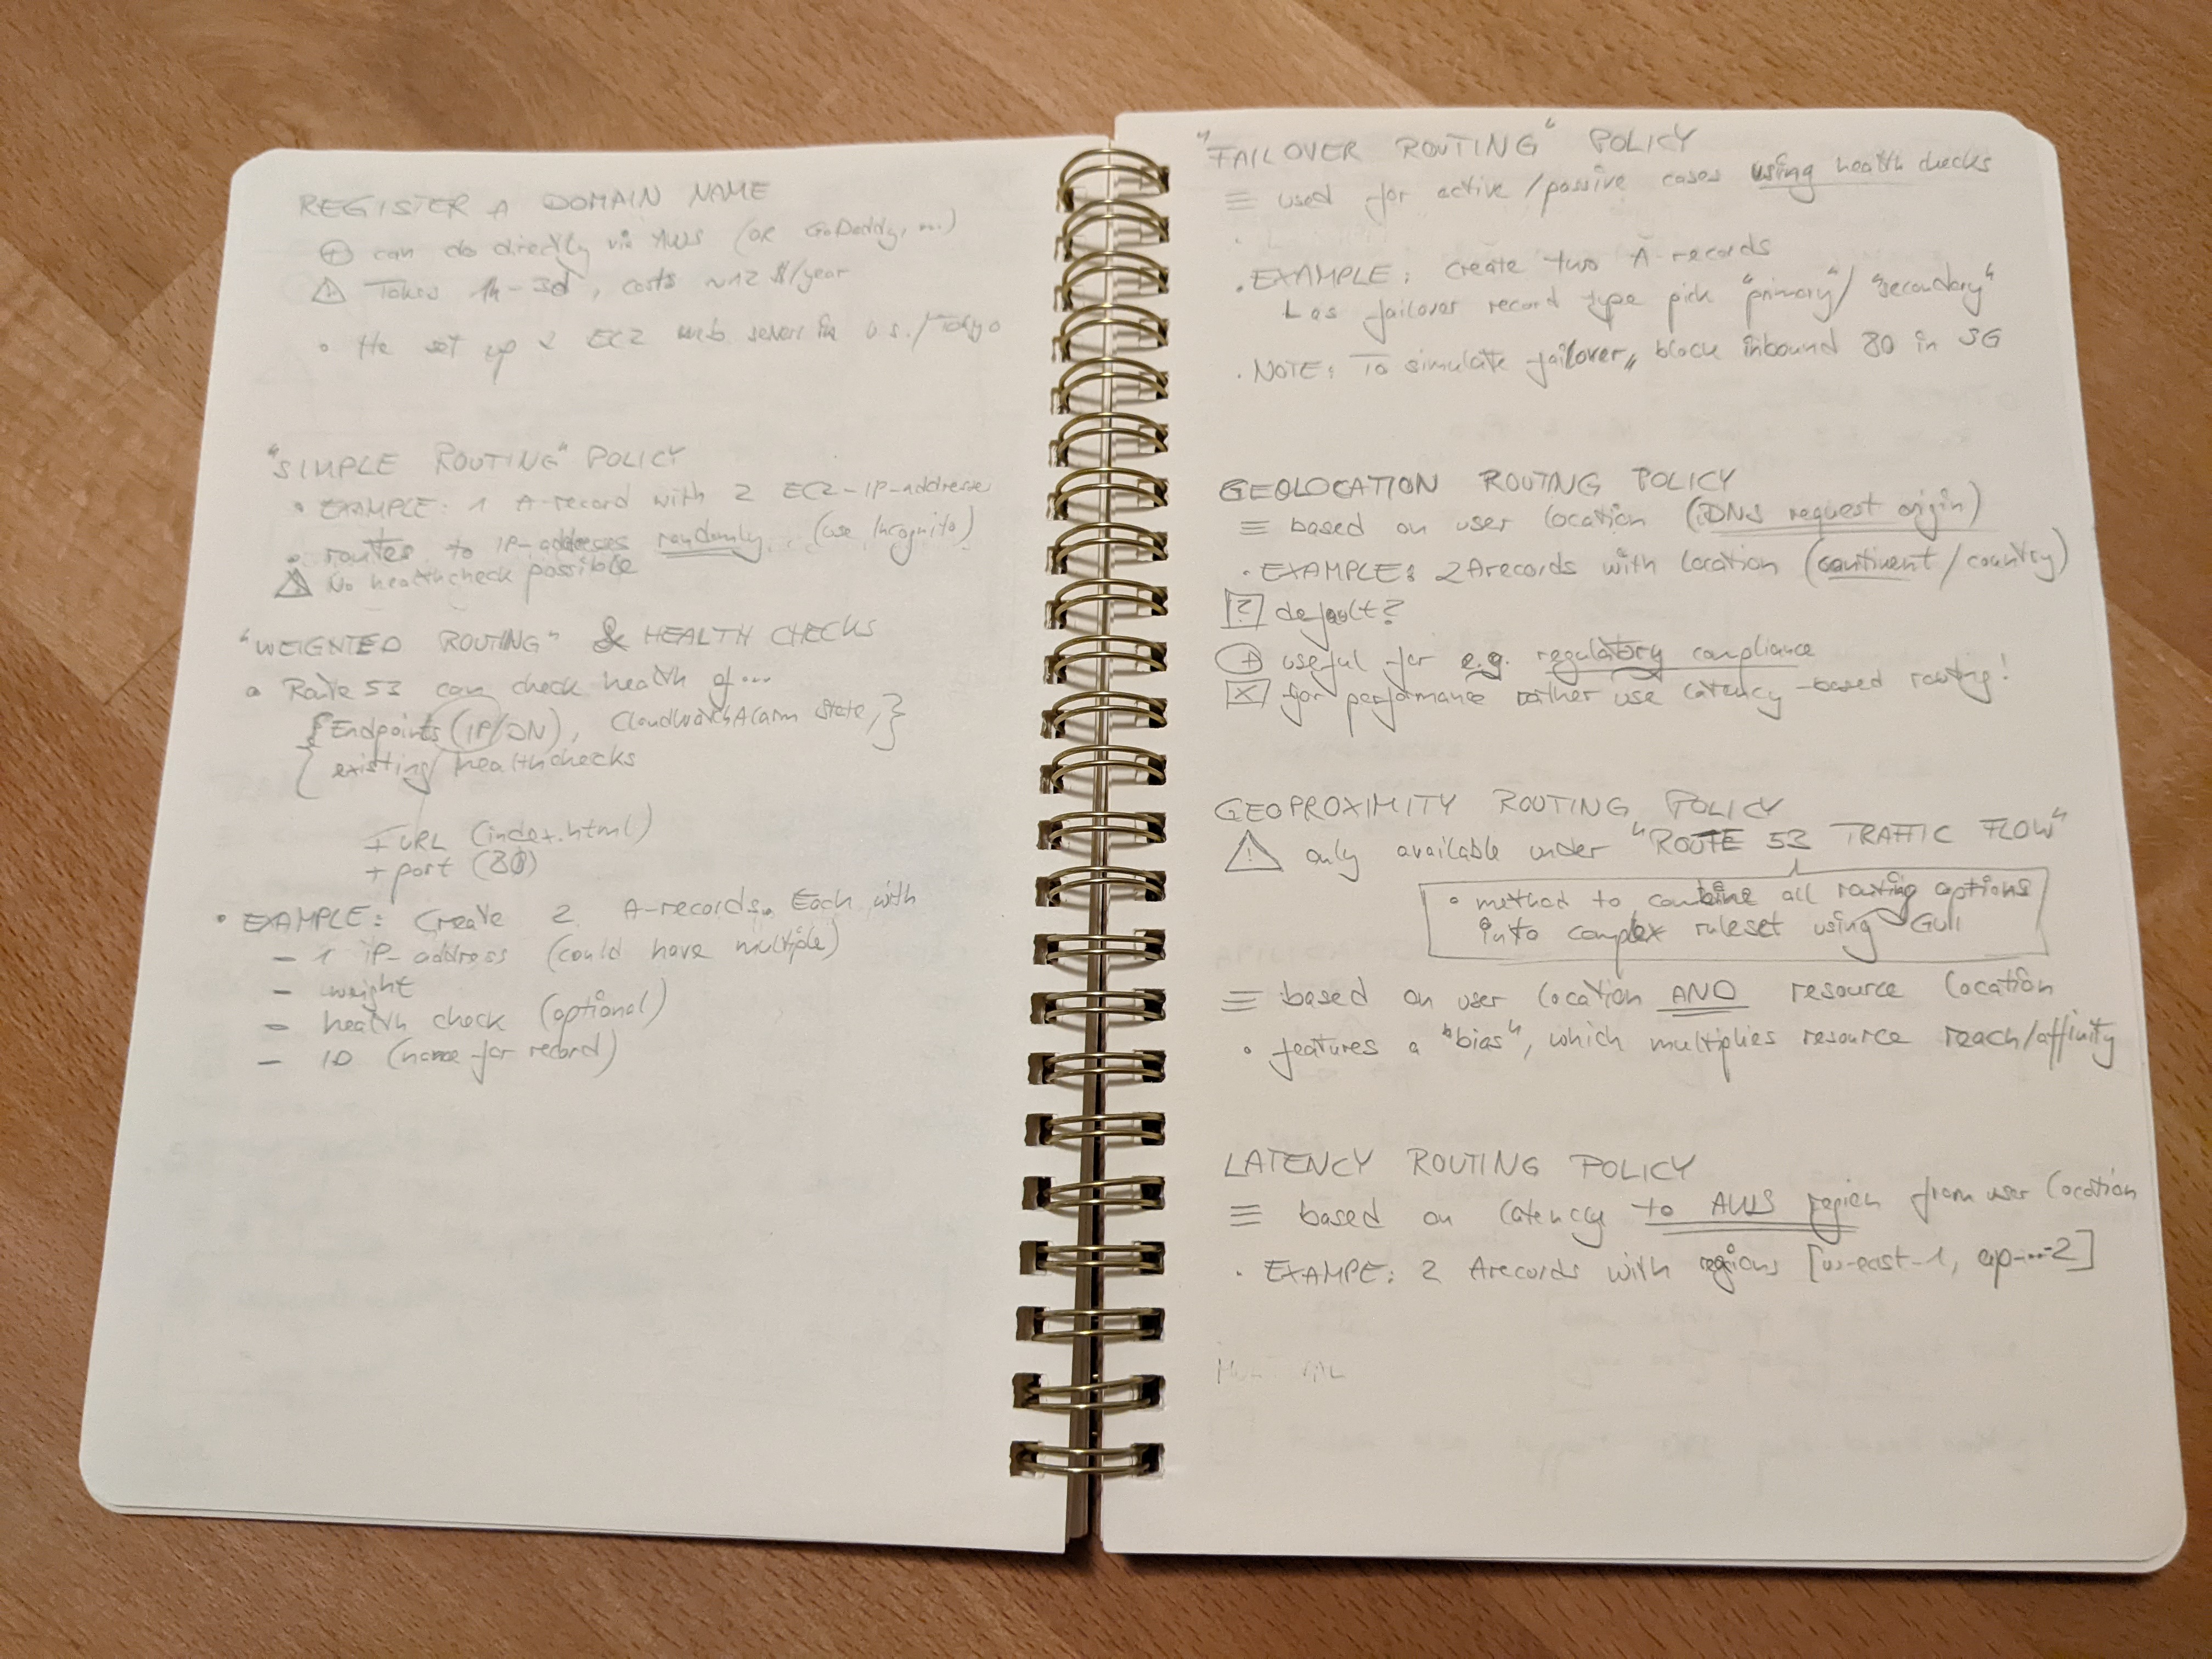 REGISTER A DOMAIN NAME
⊕ can do directly via AWS (OR GoDaddy, ...)
⚠ Takes 1h-3d, costs ~12$/year
• He set up 2 EC2 web server in U.S./Tokyo
"SIMPLE ROUTING" POLICY
• EXAMPLE: 1 A-record with 2 EC2-IP-addresses
• routes to IP-addresses randomly. (use Incognito)
⚠ No healthcheck possible
"WEIGHTED ROUTING" & HEALTH CHECKS
• Route 53 can check health of...
{Endpoints (IP/DN), CloudWatchAlarm state,}
{ existing healthchecks
+ URL (index.html)
+ port (80)
• EXAMPLE: Create 2 A-records. Each with
- 1 IP-address (could have multiple)
- weight
- health check (optional)
- ID (name for record)
"FAILOVER ROUTING" POLICY
≡ used for active/passive cases using health checks
• EXAMPLE: create two A-records
L as failover record type pick "primary"/"secondary"
• NOTE: To simulate failover, block inbound 80 in SG
GEOLOCATION ROUTING POLICY
≡ based on user location (DNS request origin)
• EXAMPLE: 2 Arecords with location (continent/country)
[?] default?
⊕ useful for e.g. regulatory compliance
[X] for performance rather use latency-based routing!
GEOPROXIMITY ROUTING POLICY
⚠ only available under "ROUTE 53 TRAFFIC FLOW"
• method to combine all routing options
into complex ruleset using GUI
≡ based on user location AND resource location
• features a "bias", which multiplies resource reach/affinity
LATENCY ROUTING POLICY
≡ based on latency to AWS region from user location
• EXAMPE: 2 Arecords with regions [us-east-1, ap-...-2]